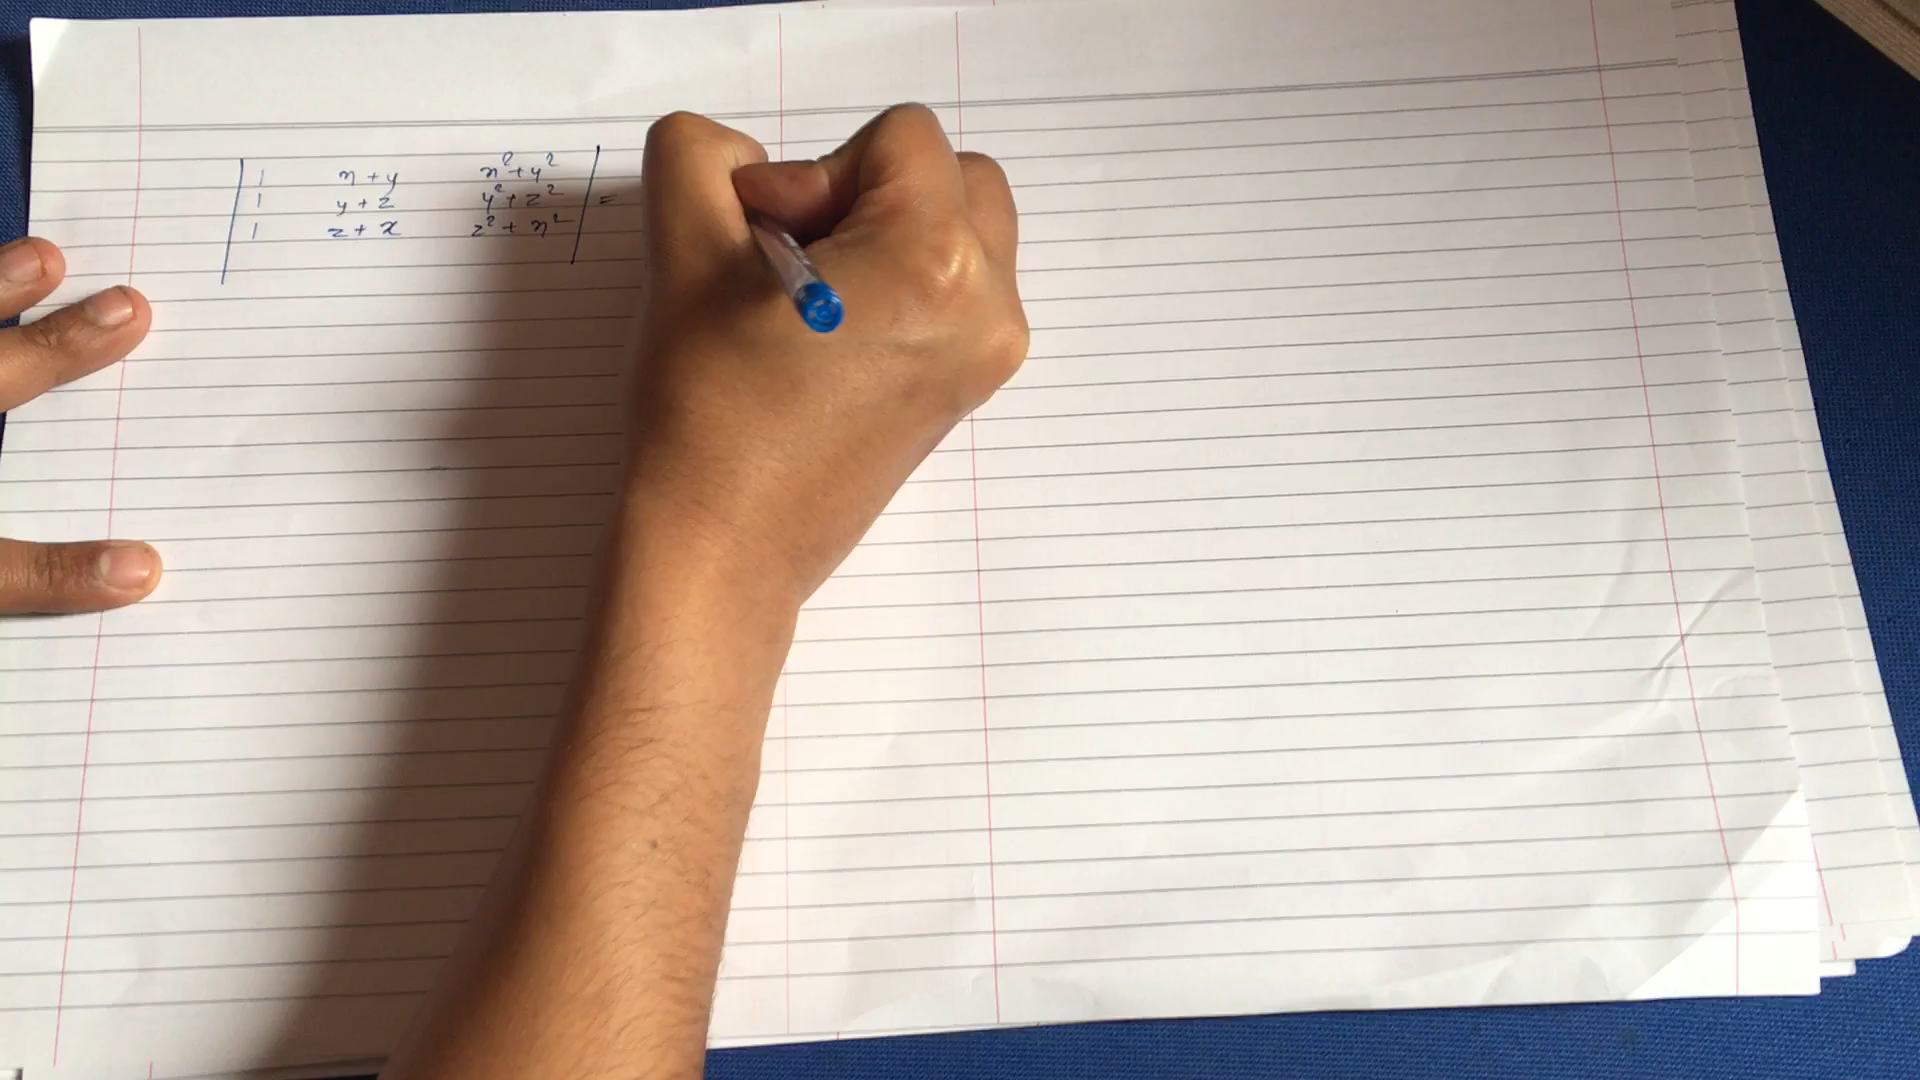 | 1 x + y x² + y² |
| 1 y + z y² + z² | =
| 1 z + x z² + x² |